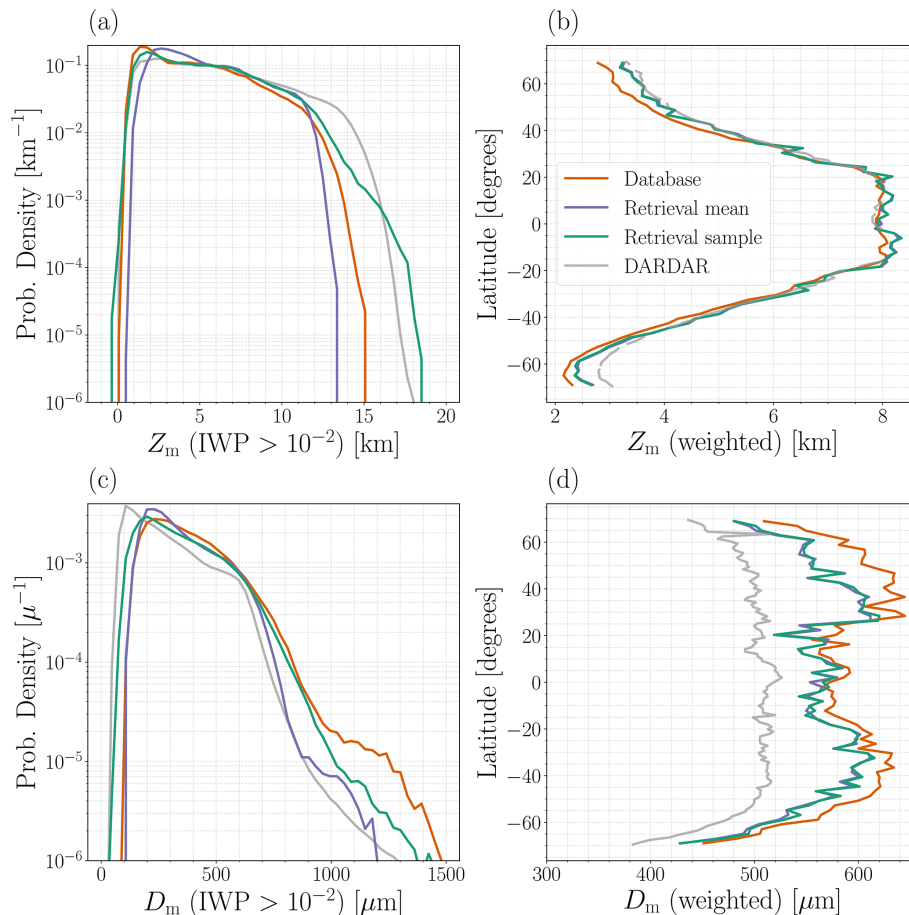 (a)
Prob. Density [km⁻¹]
10⁻¹
10⁻²
10⁻³
10⁻⁴
10⁻⁵
10⁻⁶
0 5 10 15 20
Zₘ (IWP > 10⁻²) [km]
(b)
Latitude [degrees]
60
40
20
0
−20
−40
−60
Database
Retrieval mean
Retrieval sample
DARDAR
2 4 6 8
Zₘ (weighted) [km]
(c)
Prob. Density [μ⁻¹]
10⁻³
10⁻⁴
10⁻⁵
10⁻⁶
0 500 1000 1500
Dₘ (IWP > 10⁻²) [μm]
(d)
Latitude [degrees]
60
40
20
0
−20
−40
−60
300 400 500 600
Dₘ (weighted) [μm]